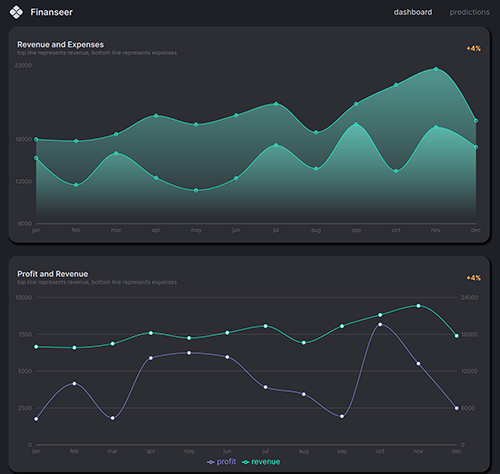 Finanseer
dashboard
predictions
Revenue and Expenses
+4%
top line represents revenue, bottom line represents expenses
23000
16000
12000
8000
jan feb mar apr may jun jul aug sep oct nov dec
Profit and Revenue
+4%
top line represents revenue, bottom line represents expenses
10000 24000
7500 18000
5000 12000
2500 6000
0 0
jan feb mar apr may jun jul aug sep oct nov dec
profit revenue